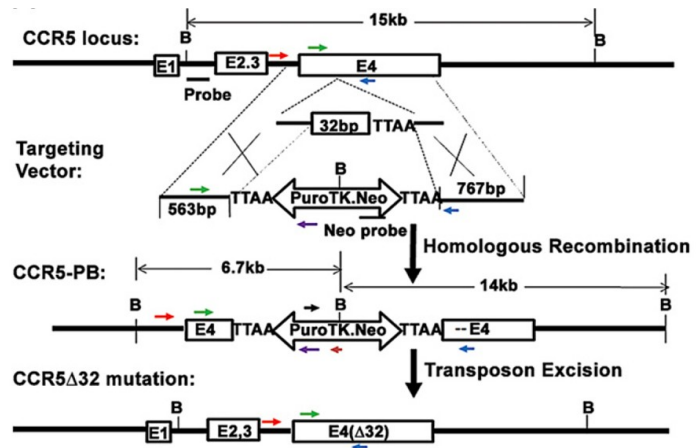 15kb
CCR5 locus:
B
B
E1
E2.3
E4
Probe
32bp
TTAA
Targeting
Vector:
B
767bp
TTAA
PuroTK.Neo
TTAA
563bp
Neo probe
Homologous Recombination
6.7kb
CCR5-PB:
14kb
B
B
B
E4
TTAA
PuroTK.Neo
TTAA
--E4
Transposon Excision
CCR5Δ32 mutation:
B
B
E1
E2,3
E4(Δ32)